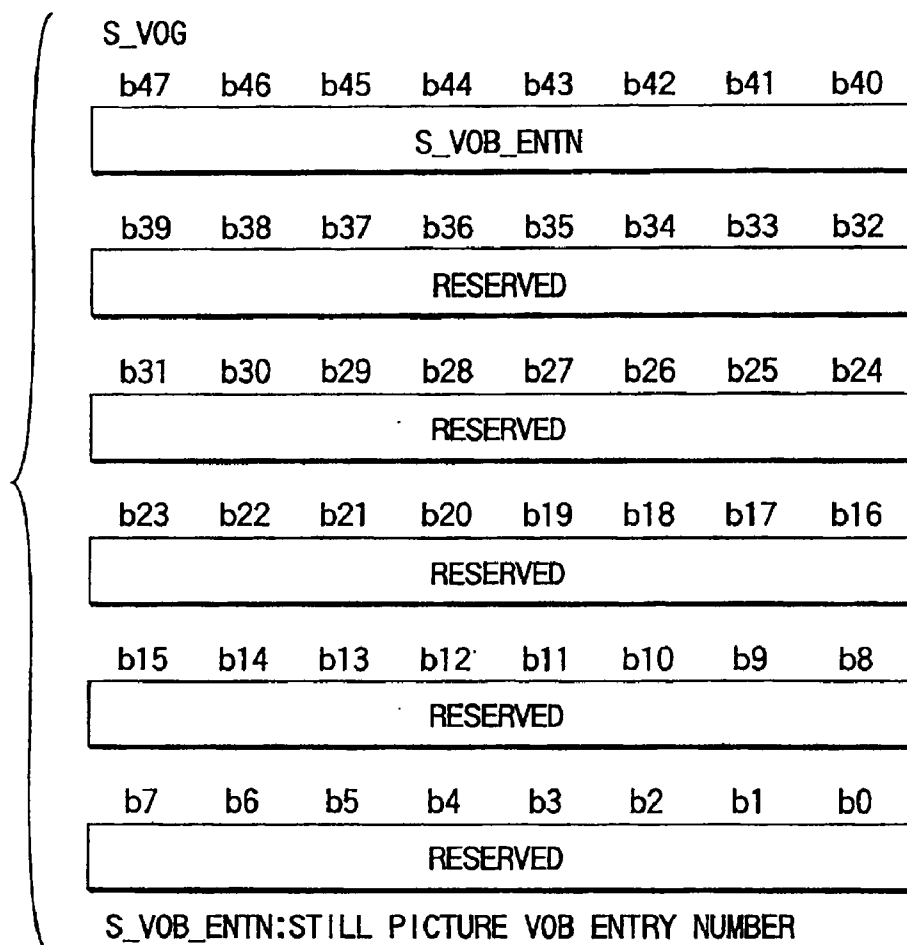 S_VOG
b47 b46 b45 b44 b43 b42 b41 b40
S_VOB_ENTN
b39 b38 b37 b36 b35 b34 b33 b32
RESERVED
b31 b30 b29 b28 b27 b26 b25 b24
RESERVED
b23 b22 b21 b20 b19 b18 b17 b16
RESERVED
b15 b14 b13 b12 b11 b10 b9 b8
RESERVED
b7 b6 b5 b4 b3 b2 b1 b0
RESERVED
S_VOB_ENTN:STILL PICTURE VOB ENTRY NUMBER